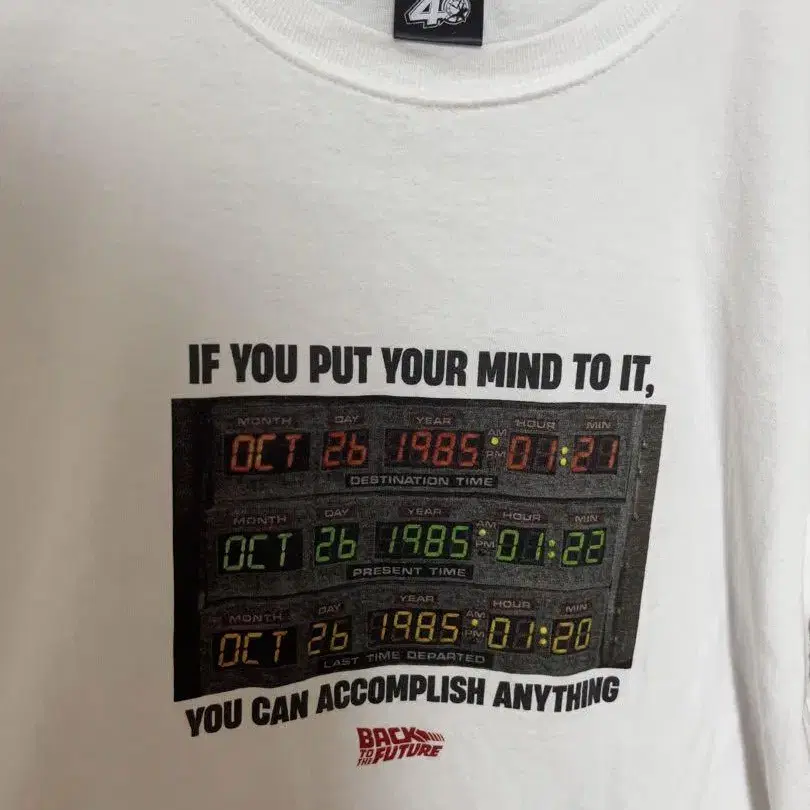 40
IF YOU PUT YOUR MIND TO IT,
MONTH DAY YEAR AM HOUR MIN
OCT 26 1985 PM 01:21
DESTINATION TIME
MONTH DAY YEAR AM HOUR MIN
OCT 26 1985 PM 01:22
PRESENT TIME
MONTH DAY YEAR AM HOUR MIN
OCT 26 1985 PM 01:20
LAST TIME DEPARTED
YOU CAN ACCOMPLISH ANYTHING
BACK
TO THE FUTURE